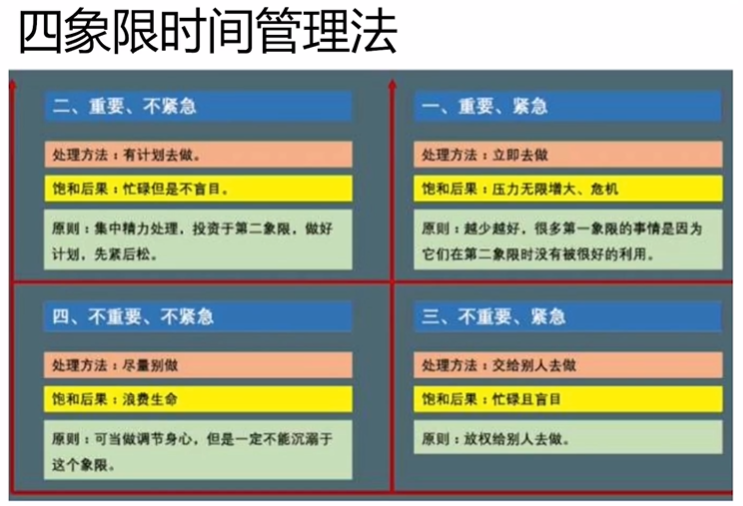 四象限时间管理法
二、重要、不紧急
处理方法：有计划去做。
饱和后果：忙碌但是不盲目。
原则：集中精力处理，投资于第二象限，做好
计划，先紧后松。
一、重要、紧急
处理方法：立即去做
饱和后果：压力无限增大、危机
原则：越少越好，很多第一象限的事情是因为
它们在第二象限时没有被很好的利用。
四、不重要、不紧急
处理方法：尽量别做
饱和后果：浪费生命
原则：可当做调节身心，但是一定不能沉溺于
这个象限。
三、不重要、紧急
处理方法：交给别人去做
饱和后果：忙碌且盲目
原则：放权给别人去做。